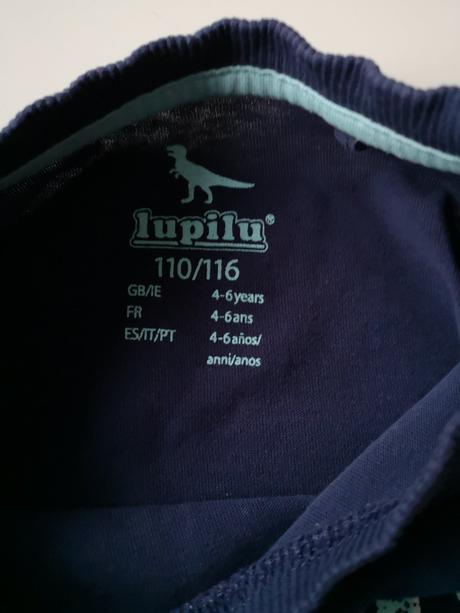 lupilu®
110/116
GB/IE 4-6years
FR 4-6ans
ES/IT/PT 4-6años/
anni/anos